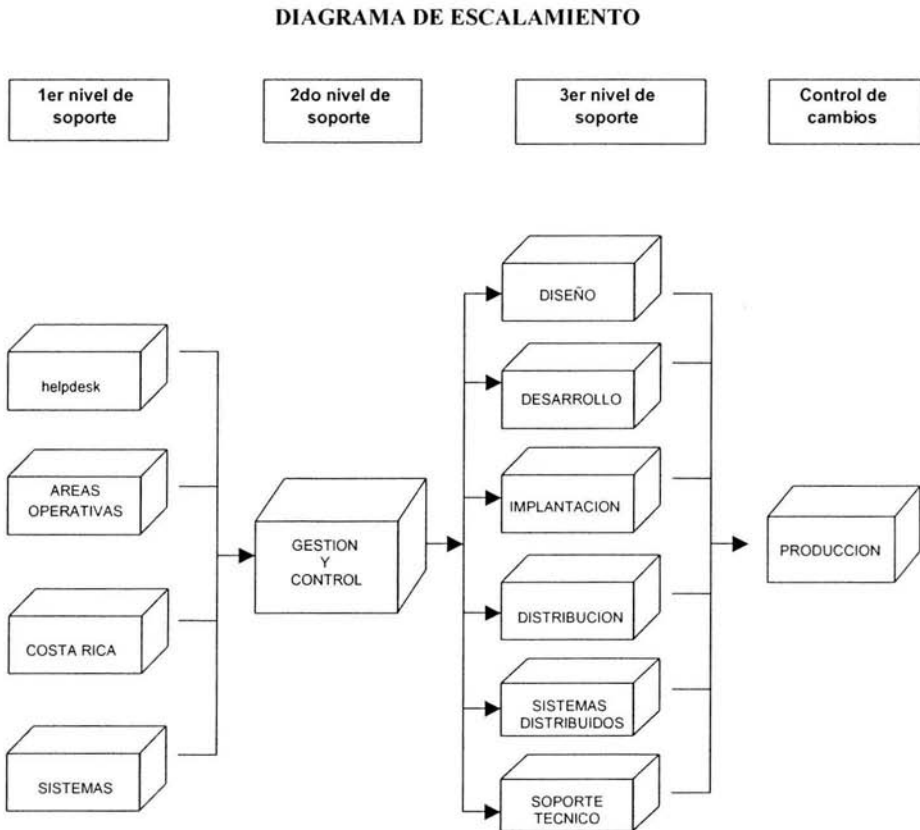 DIAGRAMA DE ESCALAMIENTO
1er nivel de
soporte
2do nivel de
soporte
3er nivel de
soporte
Control de
cambios
helpdesk
AREAS
OPERATIVAS
COSTA RICA
SISTEMAS
GESTION
Y
CONTROL
DISEÑO
DESARROLLO
IMPLANTACION
DISTRIBUCION
SISTEMAS
DISTRIBUIDOS
SOPORTE
TECNICO
PRODUCCION